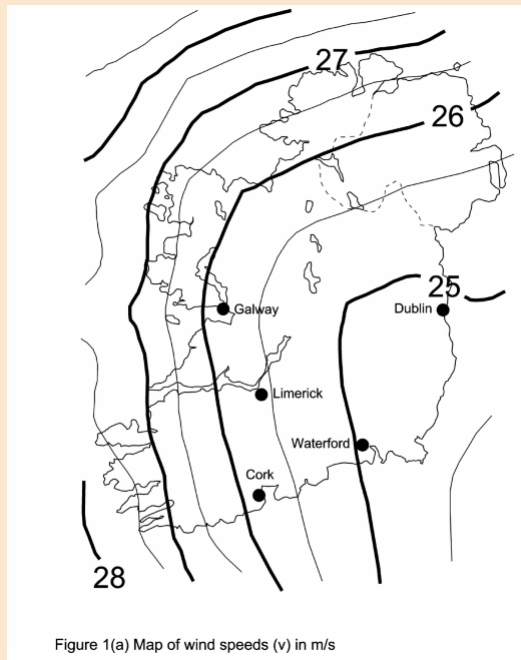 27
26
25
Galway
Dublin
Limerick
Waterford
Cork
28
Figure 1(a) Map of wind speeds (v) in m/s